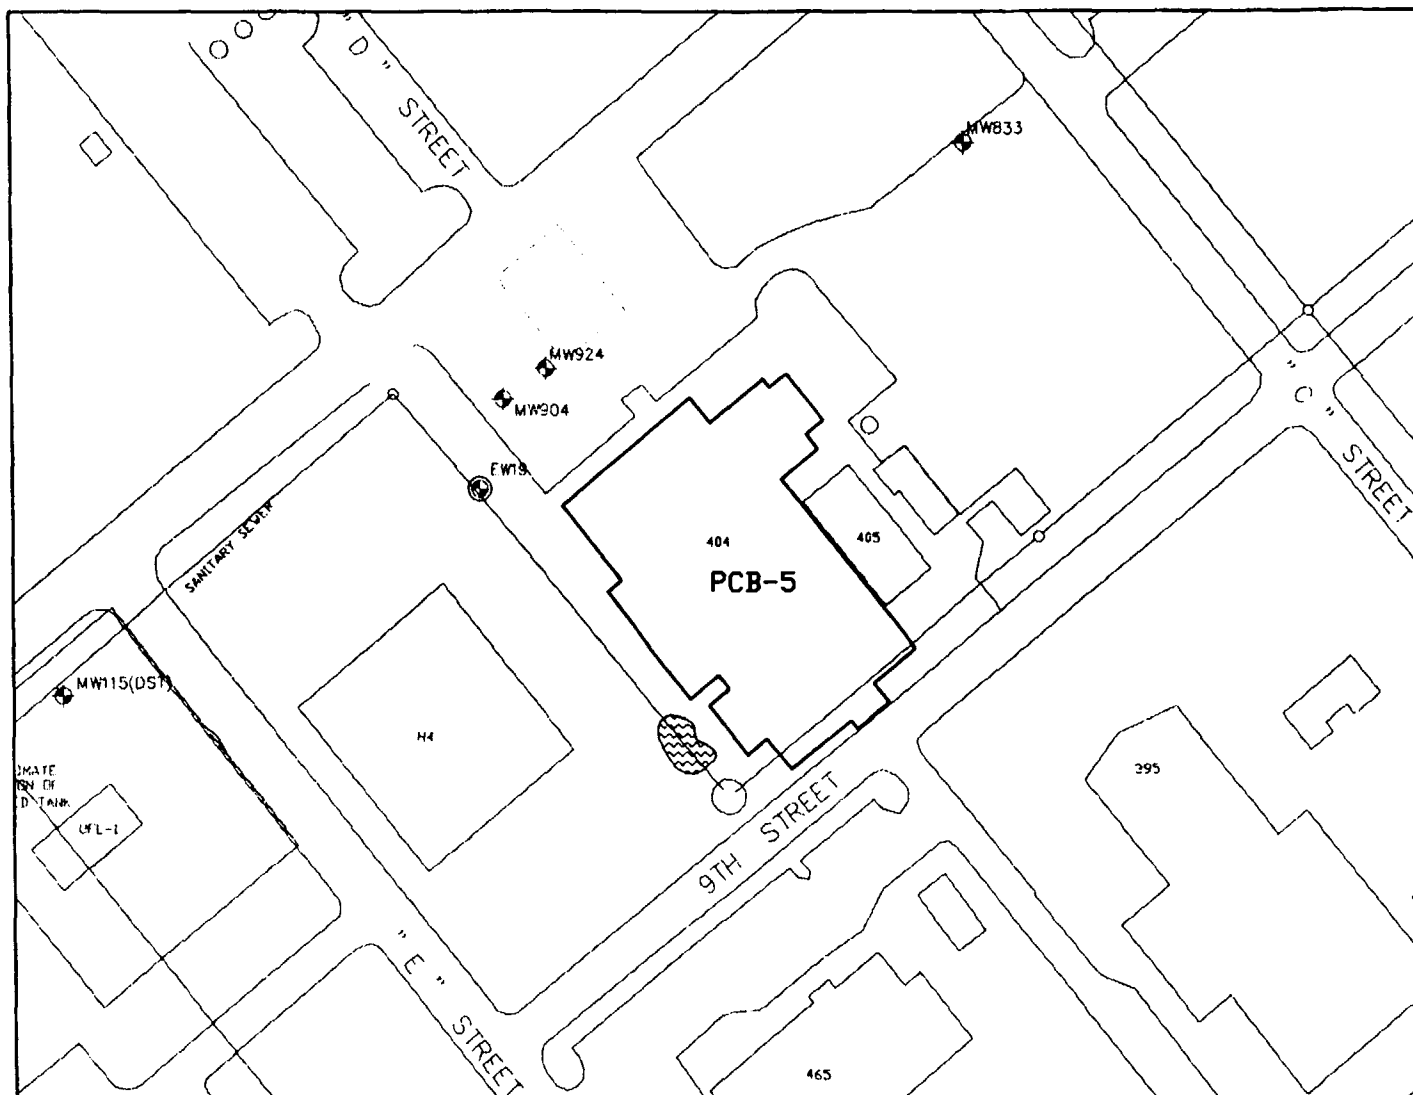 " D " STREET
MW833
MW924
MW904
EW19
SANITARY SEWER
404
405
PCB-5
" C " STREET
MW115(DST)
H4
395
TANK
9TH STREET
" E " STREET
465